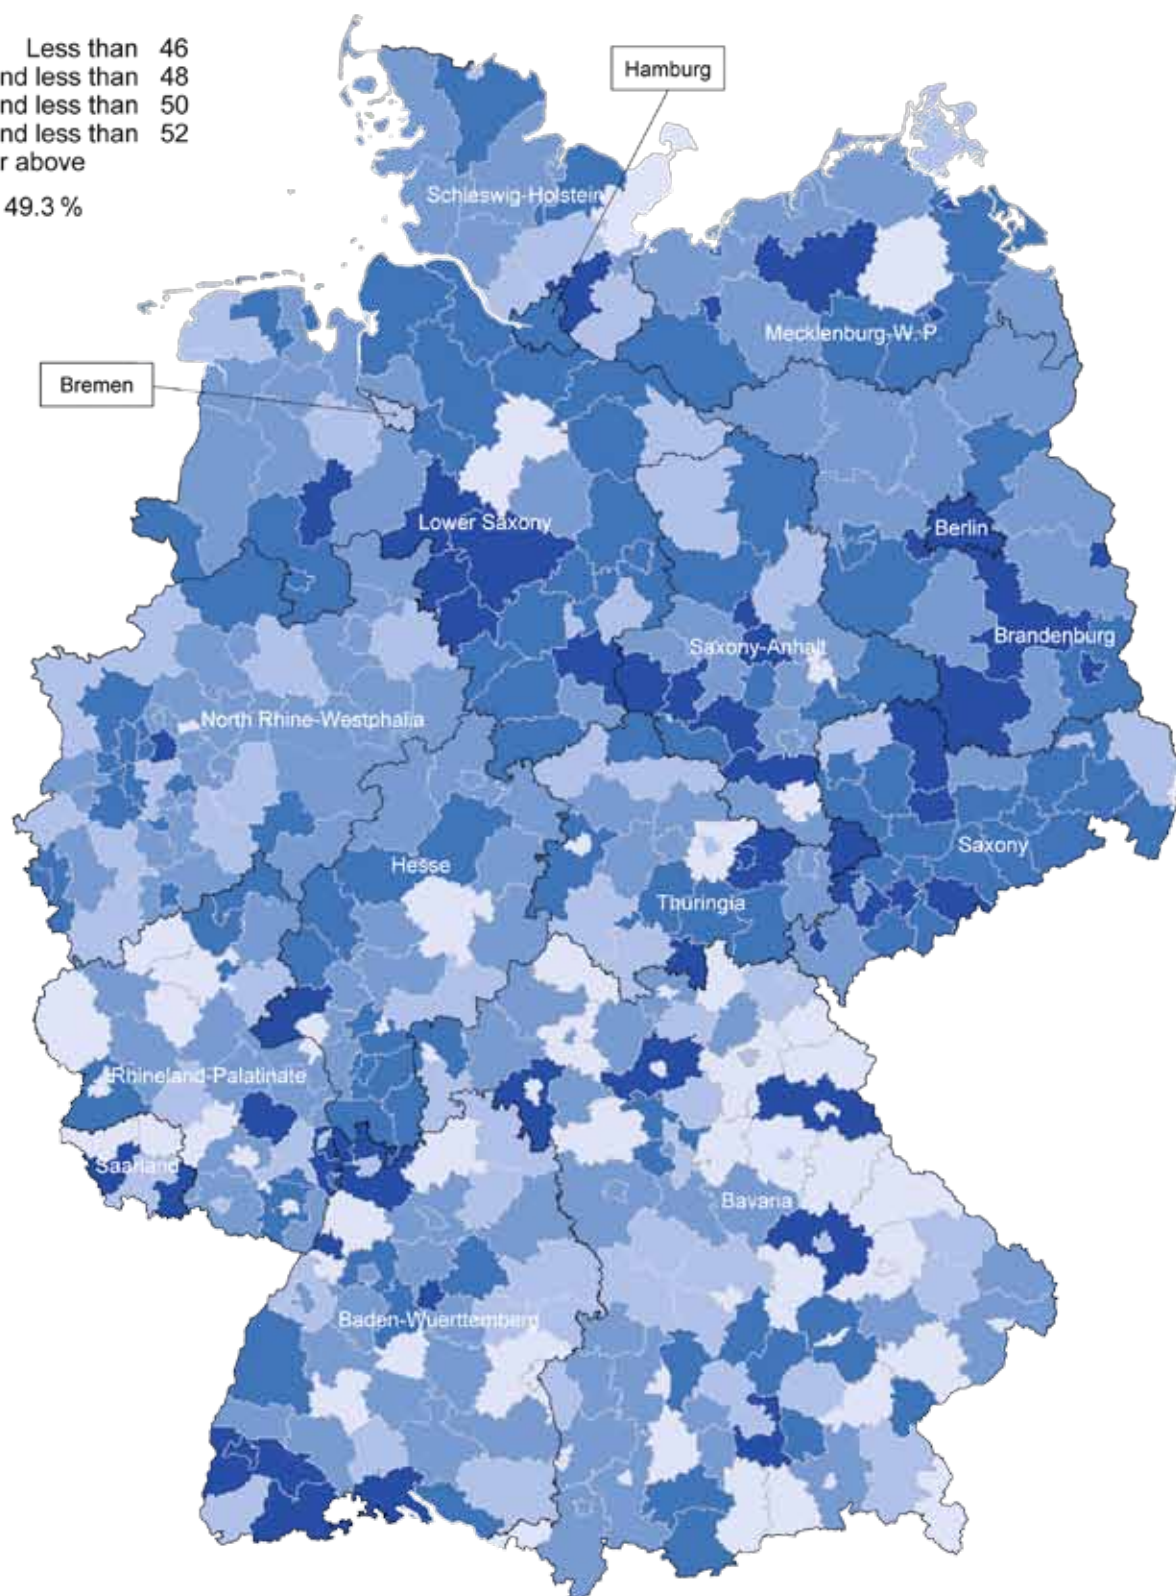 Less than 46
nd less than 48
nd less than 50
nd less than 52
r above
49.3 %
Hamburg
Schleswig-Holstein
Mecklenburg-W.-P.
Bremen
Lower Saxony
Berlin
Brandenburg
Saxony-Anhalt
North Rhine-Westphalia
Saxony
Hesse
Thuringia
Rhineland-Palatinate
Saarland
Bavaria
Baden-Wuerttemberg